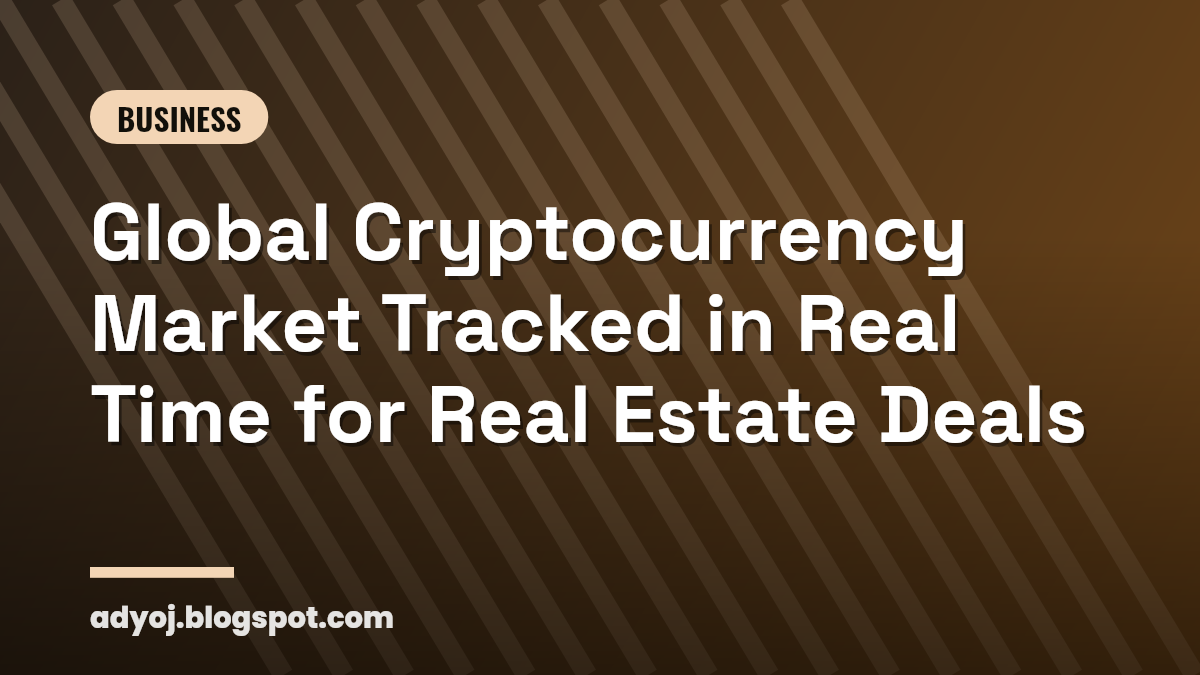 BUSINESS
Global Cryptocurrency
Market Tracked in Real
Time for Real Estate Deals
adyoj.blogspot.com